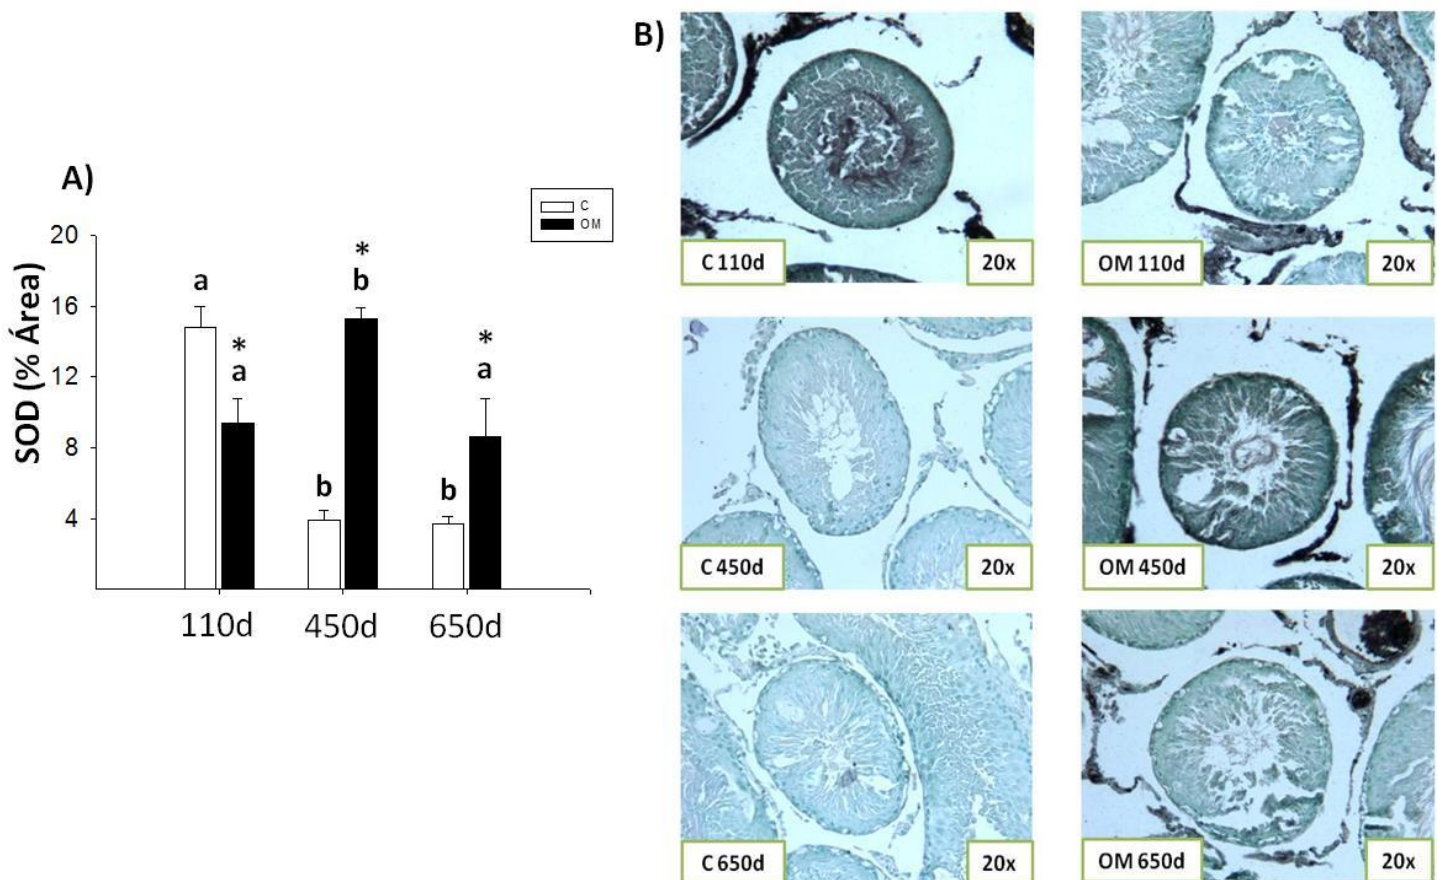 A)
C
OM
SOD (% Área)
20
16
12
8
4
a
*
a
b
*
b
b
*
a
110d
450d
650d
B)
C 110d
20x
OM 110d
20x
C 450d
20x
OM 450d
20x
C 650d
20x
OM 650d
20x